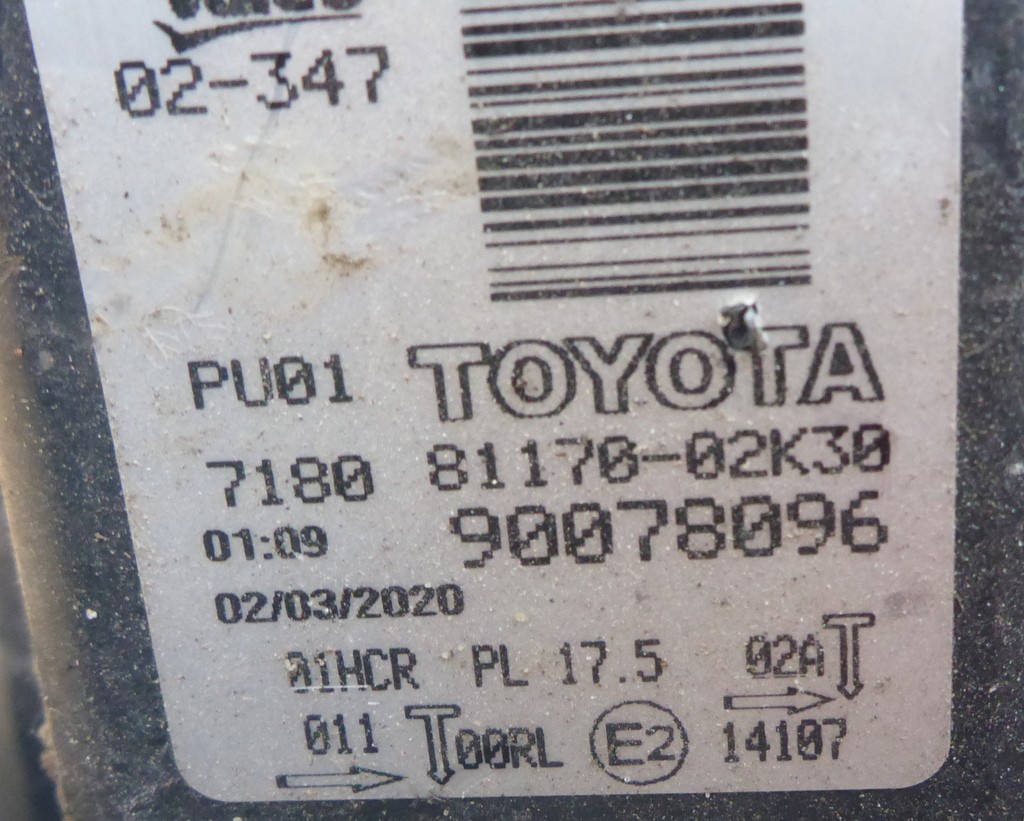 Valeo
02-347
PU01 TOYOTA
7180 81170-02K30
01:09 90078096
02/03/2020
01HCR PL 17.5 02A
011 00RL E2 14107